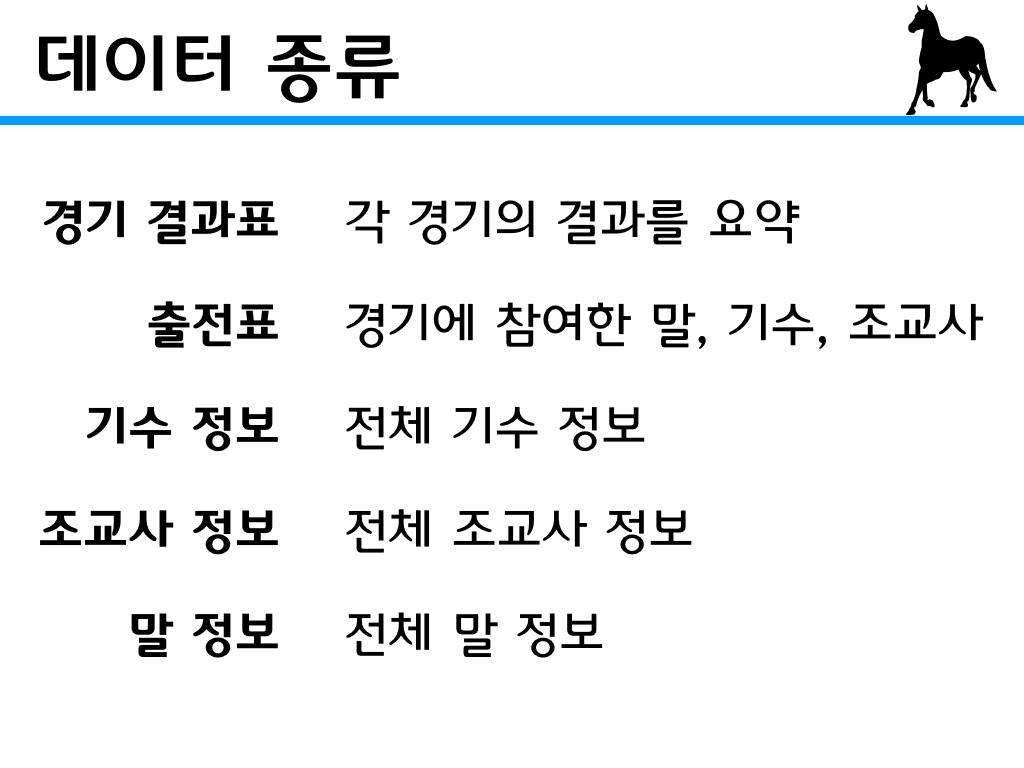 데이터 종류
경기 결과표 각 경기의 결과를 요약
출전표 경기에 참여한 말, 기수, 조교사
기수 정보 전체 기수 정보
조교사 정보 전체 조교사 정보
말 정보 전체 말 정보